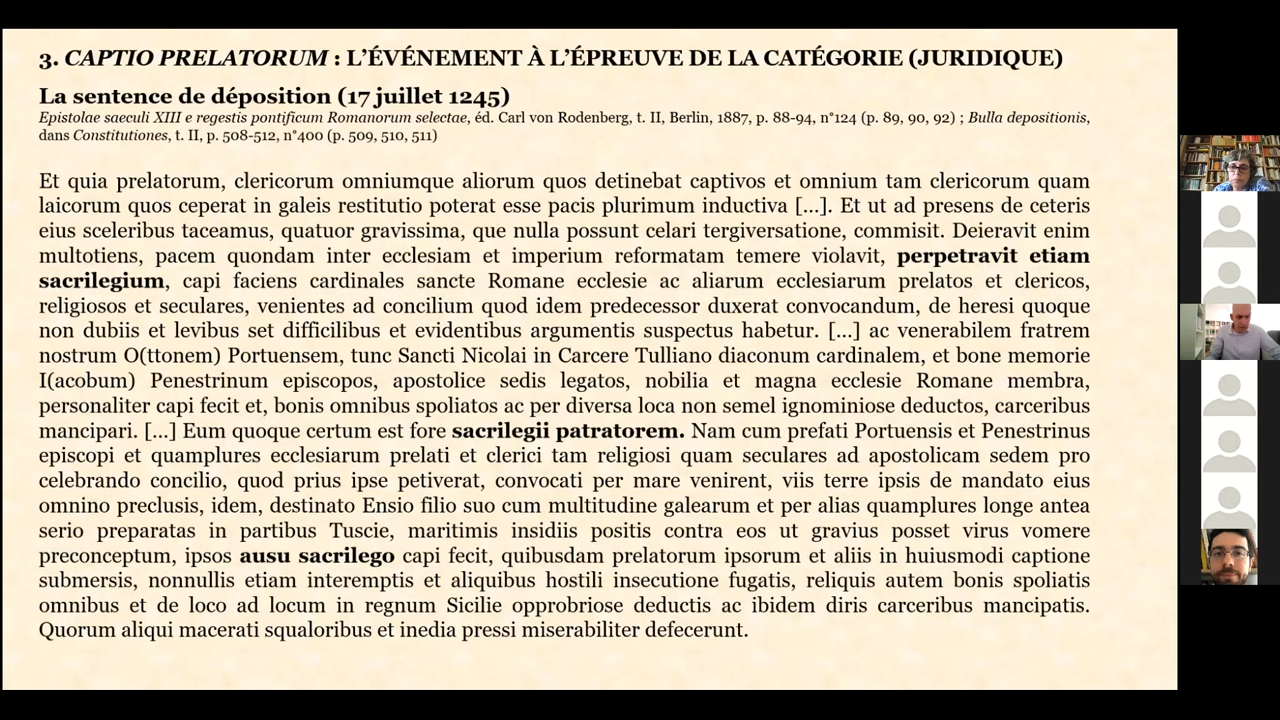 3. CAPTIO PRELATORUM : L’ÉVÉNEMENT À L’ÉPREUVE DE LA CATÉGORIE (JURIDIQUE)
La sentence de déposition (17 juillet 1245)
Epistolae saeculi XIII e regestis pontificum Romanorum selectae, éd. Carl von Rodenberg, t. II, Berlin, 1887, p. 88-94, n°124 (p. 89, 90, 92) ; Bulla depositionis,
dans Constitutiones, t. II, p. 508-512, n°400 (p. 509, 510, 511)
Et quia prelatorum, clericorum omniumque aliorum quos detinebat captivos et omnium tam clericorum quam
laicorum quos ceperat in galeis restitutio poterat esse pacis plurimum inductiva [...]. Et ut ad presens de ceteris
eius sceleribus taceamus, quatuor gravissima, que nulla possunt celari tergiversatione, commisit. Deieravit enim
multotiens, pacem quondam inter ecclesiam et imperium reformatam temere violavit, perpetravit etiam
sacrilegium, capi faciens cardinales sancte Romane ecclesie ac aliarum ecclesiarum prelatos et clericos,
religiosos et seculares, venientes ad concilium quod idem predecessor duxerat convocandum, de heresi quoque
non dubiis et levibus set difficilibus et evidentibus argumentis suspectus habetur. [...] ac venerabilem fratrem
nostrum O(ttonem) Portuensem, tunc Sancti Nicolai in Carcere Tulliano diaconum cardinalem, et bone memorie
I(acobum) Penestrinum episcopos, apostolice sedis legatos, nobilia et magna ecclesie Romane membra,
personaliter capi fecit et, bonis omnibus spoliatos ac per diversa loca non semel ignominiose deductos, carceribus
mancipari. [...] Eum quoque certum est fore sacrilegii patratorem. Nam cum prefati Portuensis et Penestrinus
episcopi et quamplures ecclesiarum prelati et clerici tam religiosi quam seculares ad apostolicam sedem pro
celebrando concilio, quod prius ipse petiverat, convocati per mare venirent, viis terre ipsis de mandato eius
omnino preclusis, idem, destinato Ensio filio suo cum multitudine galearum et per alias quamplures longe antea
serio preparatas in partibus Tuscie, maritimis insidiis positis contra eos ut gravius posset virus vomere
preconceptum, ipsos ausu sacrilego capi fecit, quibusdam prelatorum ipsorum et aliis in huiusmodi captione
submersis, nonnullis etiam interemptis et aliquibus hostili insecutione fugatis, reliquis autem bonis spoliatis
omnibus et de loco ad locum in regnum Sicilie opprobriose deductis ac ibidem diris carceribus mancipatis.
Quorum aliqui macerati squaloribus et inedia pressi miserabiliter defecerunt.